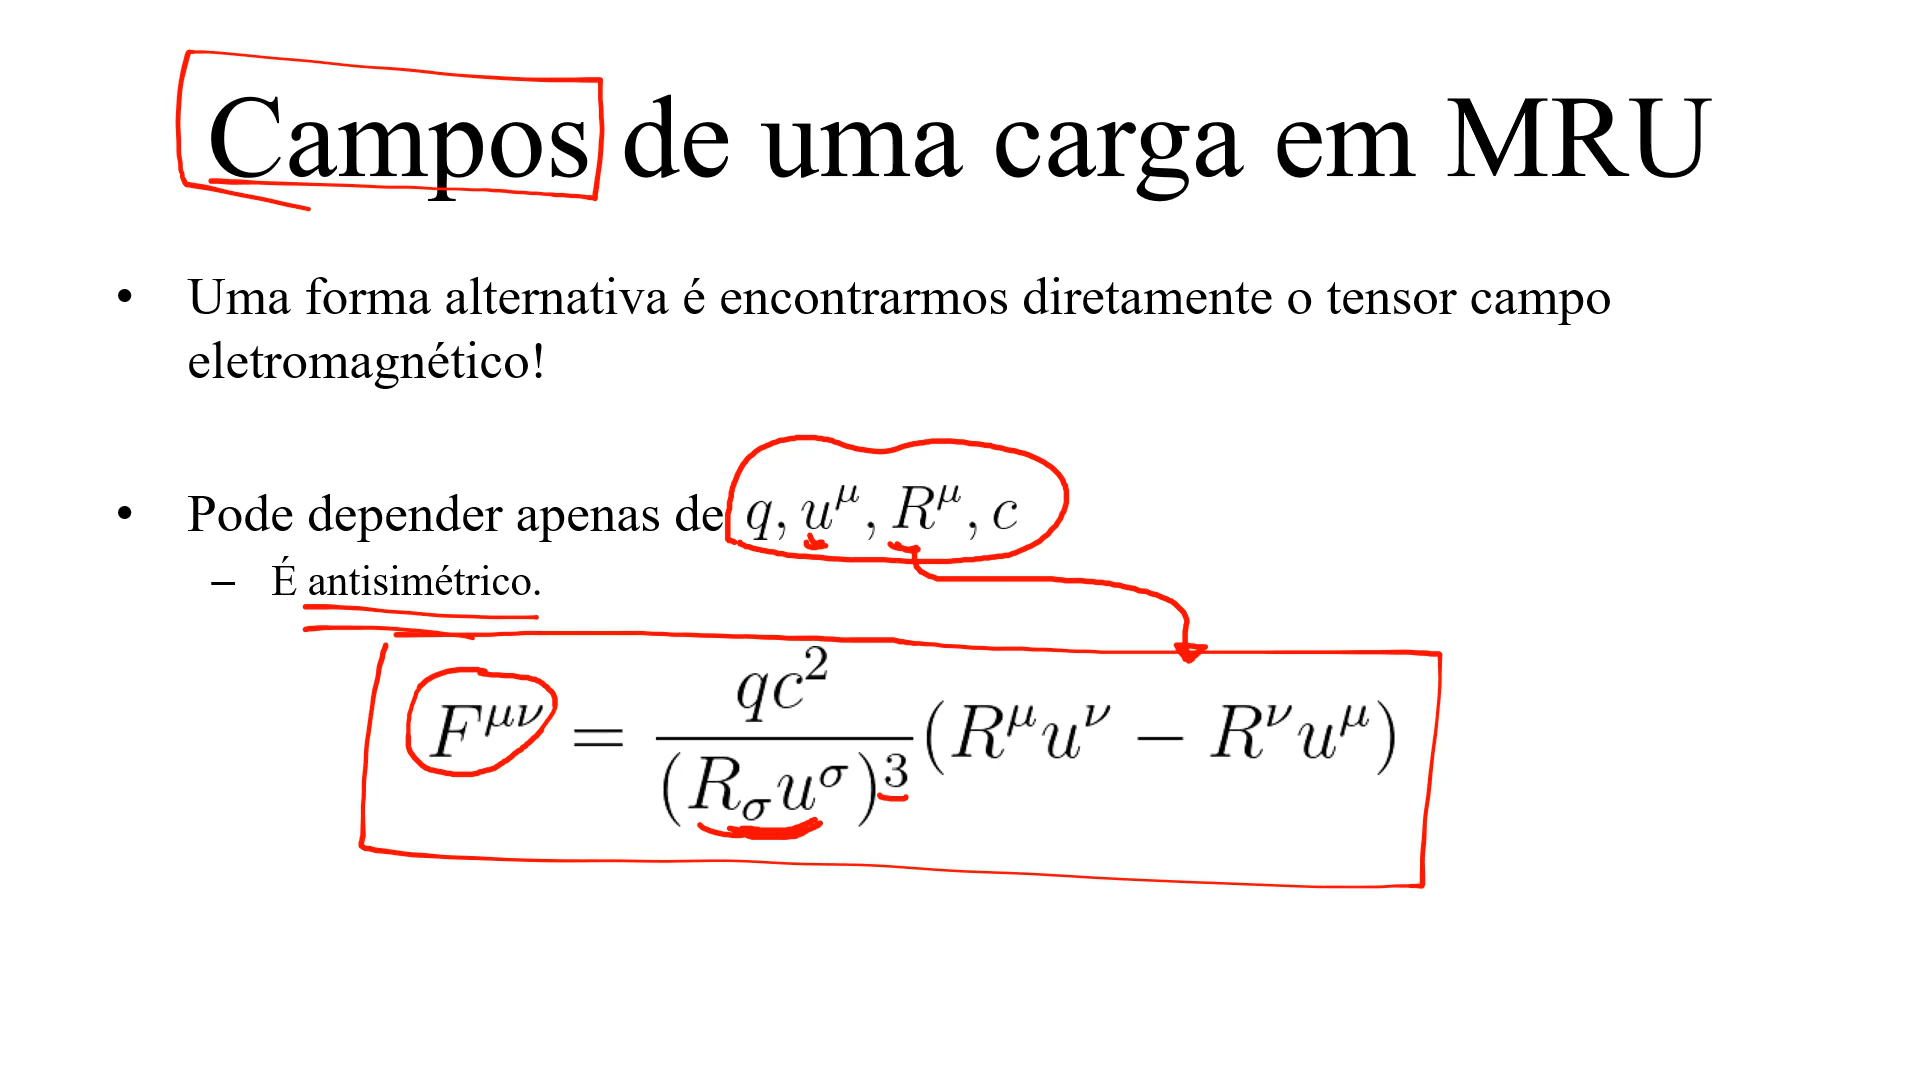 Campos de uma carga em MRU
• Uma forma alternativa é encontrarmos diretamente o tensor campo
eletromagnético!
• Pode depender apenas de q, u^μ, R^μ, c
– É antisimétrico.
F^{μν} = \frac{qc^2}{(R_σ u^σ)^3} (R^μ u^ν − R^ν u^μ)